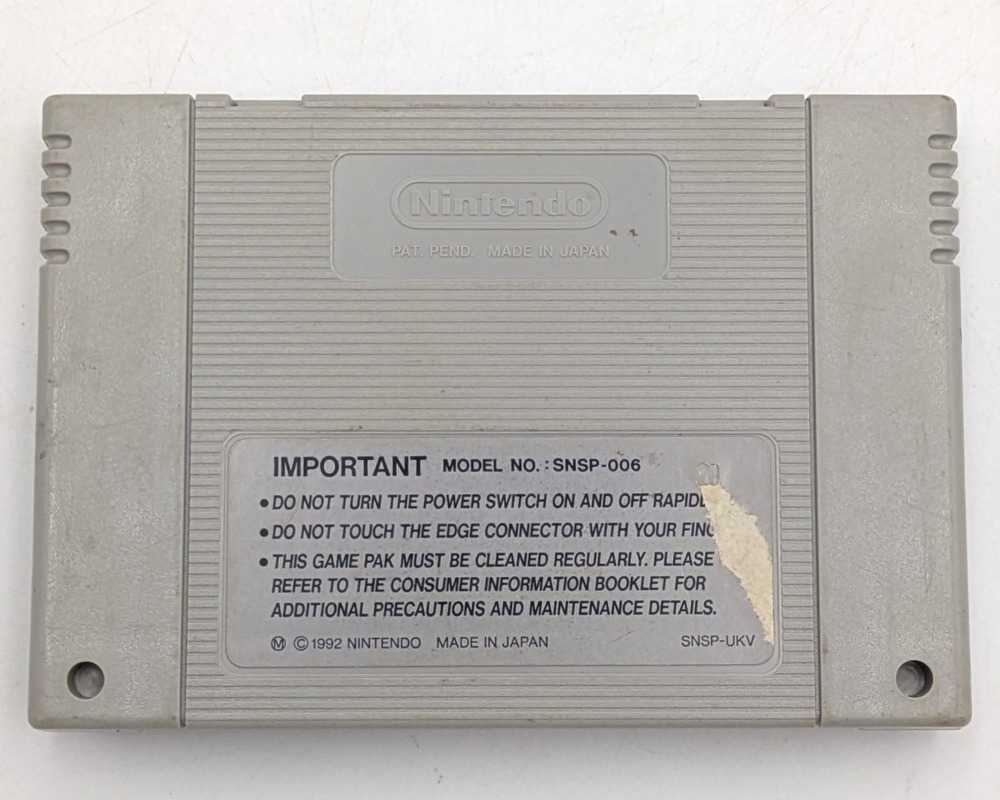 Nintendo
PAT. PEND. MADE IN JAPAN
IMPORTANT MODEL NO. : SNSP-006
• DO NOT TURN THE POWER SWITCH ON AND OFF
• DO NOT TOUCH THE EDGE CONNECTOR WITH YOUR
• THIS GAME PAK MUST BE CLEANED REGULARLY. PLEASE
REFER TO THE CONSUMER INFORMATION BOOKLET FOR
ADDITIONAL PRECAUTIONS AND MAINTENANCE DETAILS.
Ⓜ © 1992 NINTENDO MADE IN JAPAN SNSP-UKV